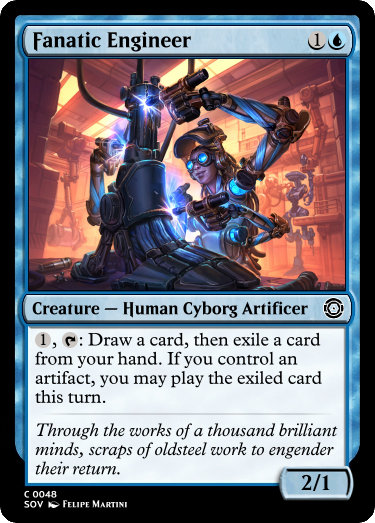 Fanatic Engineer 1
Creature — Human Cyborg Artificer
1, : Draw a card, then exile a card
from your hand. If you control an
artifact, you may play the exiled card
this turn.
Through the works of a thousand brilliant
minds, scraps of oldsteel work to engender
their return.
2/1
C 0048
SOV Felipe Martini